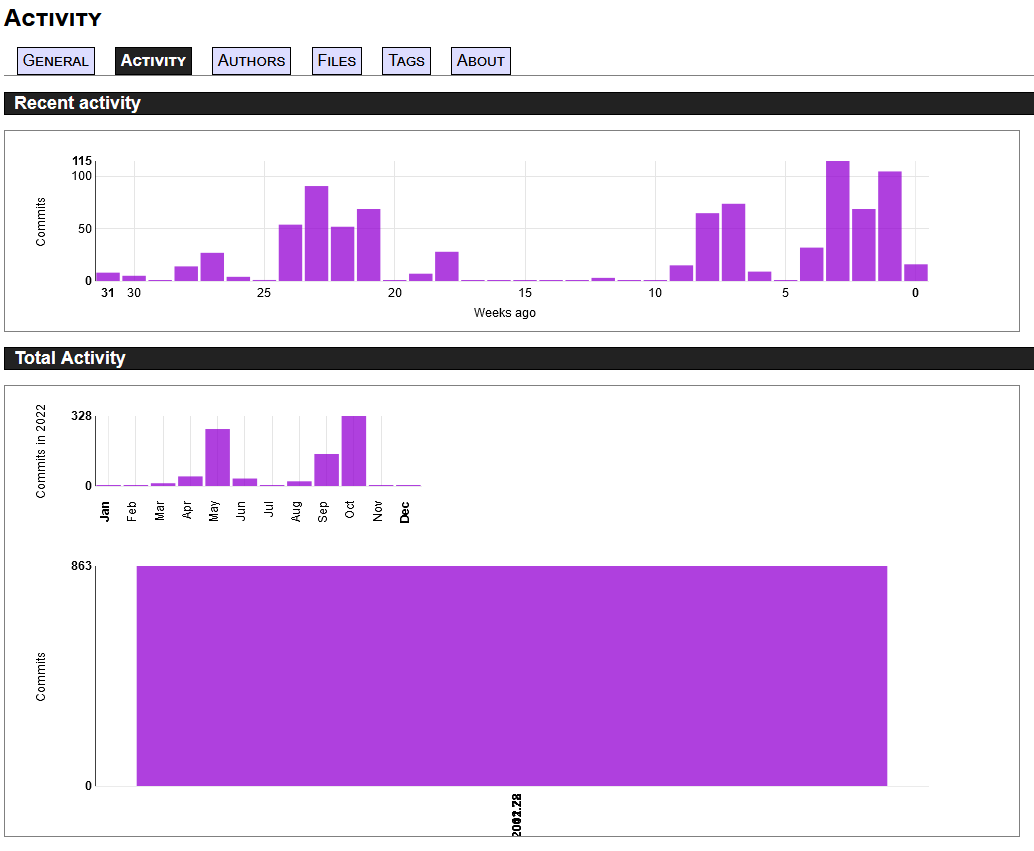 ACTIVITY
GENERAL ACTIVITY AUTHORS FILES TAGS ABOUT
Recent activity
115
100
50
0
Commits
31 30 25 20 15 10 5 0
Weeks ago
Total Activity
328
0
Commits in 2022
Jan Feb Mar Apr May Jun Jul Aug Sep Oct Nov Dec
863
0
Commits